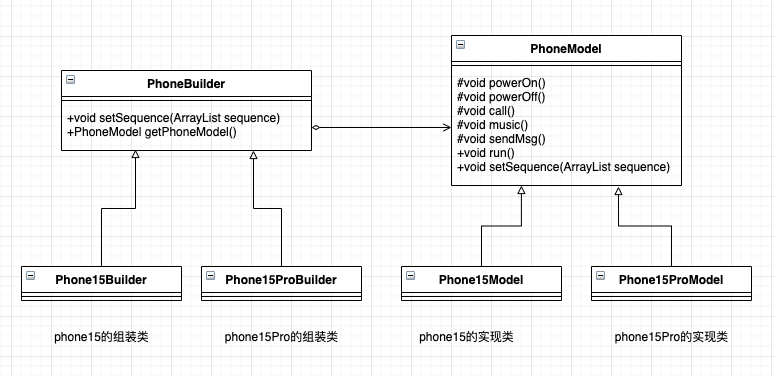 PhoneBuilder
+void setSequence(ArrayList sequence)
+PhoneModel getPhoneModel()
PhoneModel
#void powerOn()
#void powerOff()
#void call()
#void music()
#void sendMsg()
+void run()
+void setSequence(ArrayList sequence)
Phone15Builder
Phone15ProBuilder
Phone15Model
Phone15ProModel
phone15的组装类
phone15Pro的组装类
phone15的实现类
phone15Pro的实现类